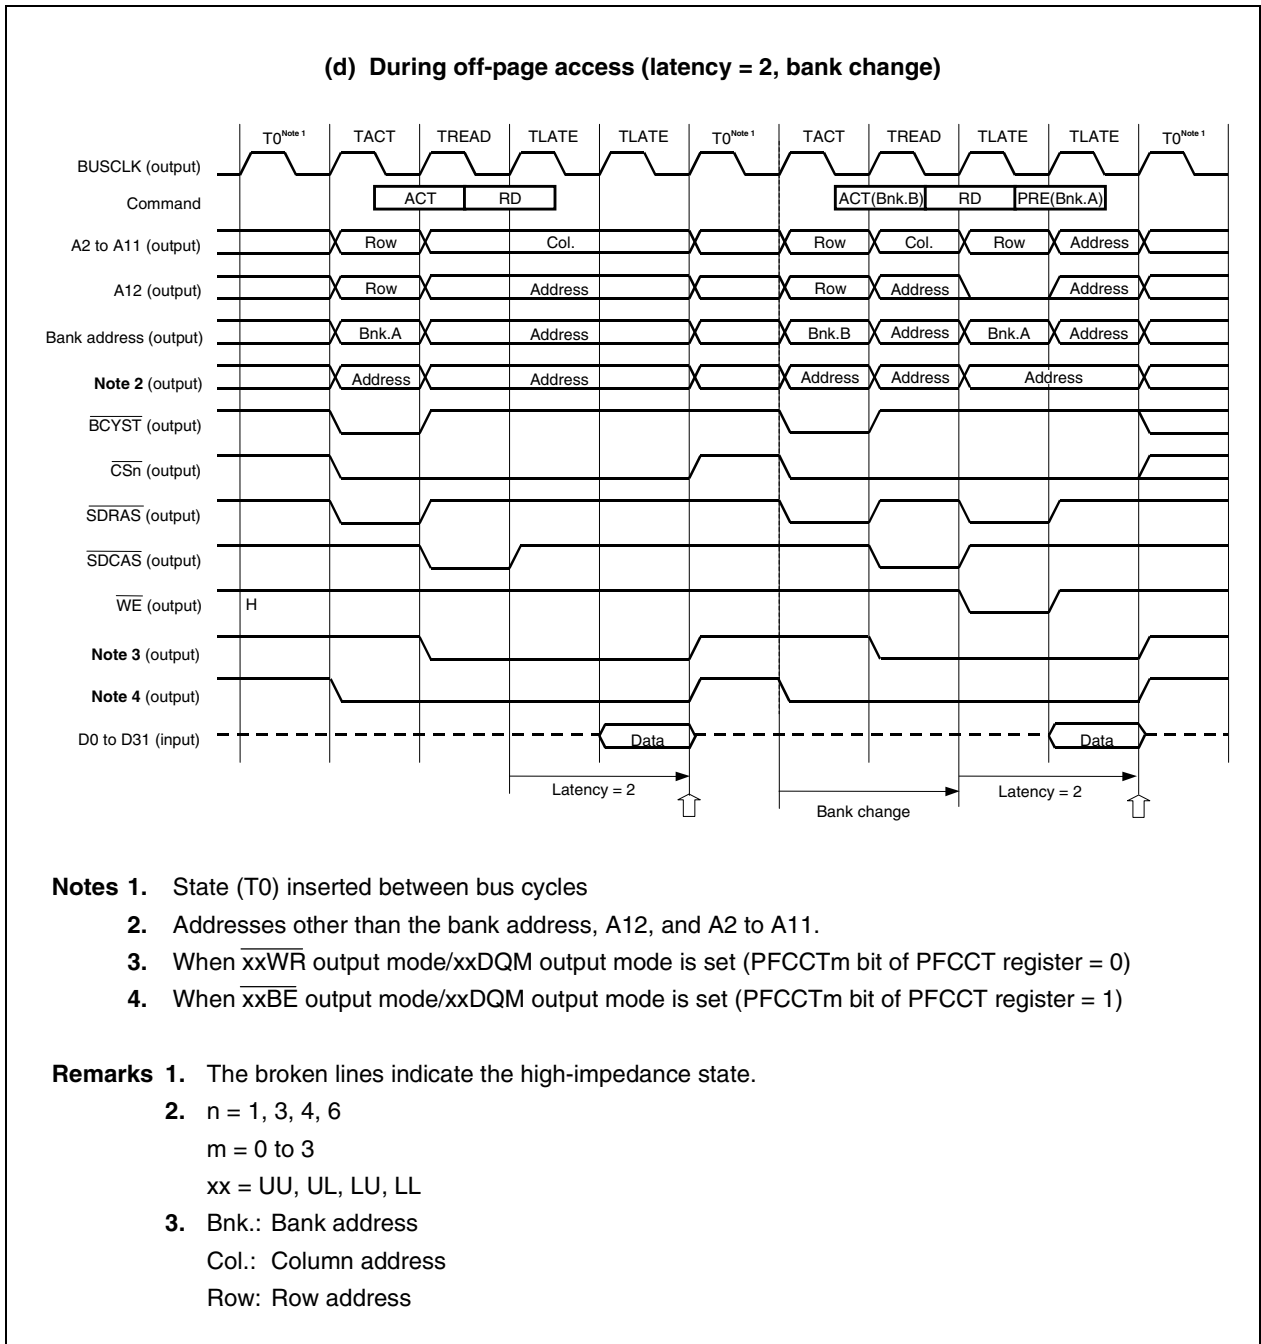 (d) During off-page access (latency = 2, bank change)
T0Note 1 TACT TREAD TLATE TLATE T0Note 1 TACT TREAD TLATE TLATE T0Note 1
BUSCLK (output)
Command ACT RD ACT(Bnk.B) RD PRE(Bnk.A)
A2 to A11 (output) Row Col. Row Col. Row Address
A12 (output) Row Address Row Address Address
Bank address (output) Bnk.A Address Bnk.B Address Bnk.A Address
Note 2 (output) Address Address Address Address Address
BCYST (output)
CSn (output)
SDRAS (output)
SDCAS (output)
WE (output) H
Note 3 (output)
Note 4 (output)
D0 to D31 (input) Data Data
Latency = 2 Bank change Latency = 2
Notes 1. State (T0) inserted between bus cycles
2. Addresses other than the bank address, A12, and A2 to A11.
3. When xxWR output mode/xxDQM output mode is set (PFCCTm bit of PFCCT register = 0)
4. When xxBE output mode/xxDQM output mode is set (PFCCTm bit of PFCCT register = 1)
Remarks 1. The broken lines indicate the high-impedance state.
2. n = 1, 3, 4, 6
m = 0 to 3
xx = UU, UL, LU, LL
3. Bnk.: Bank address
Col.: Column address
Row: Row address